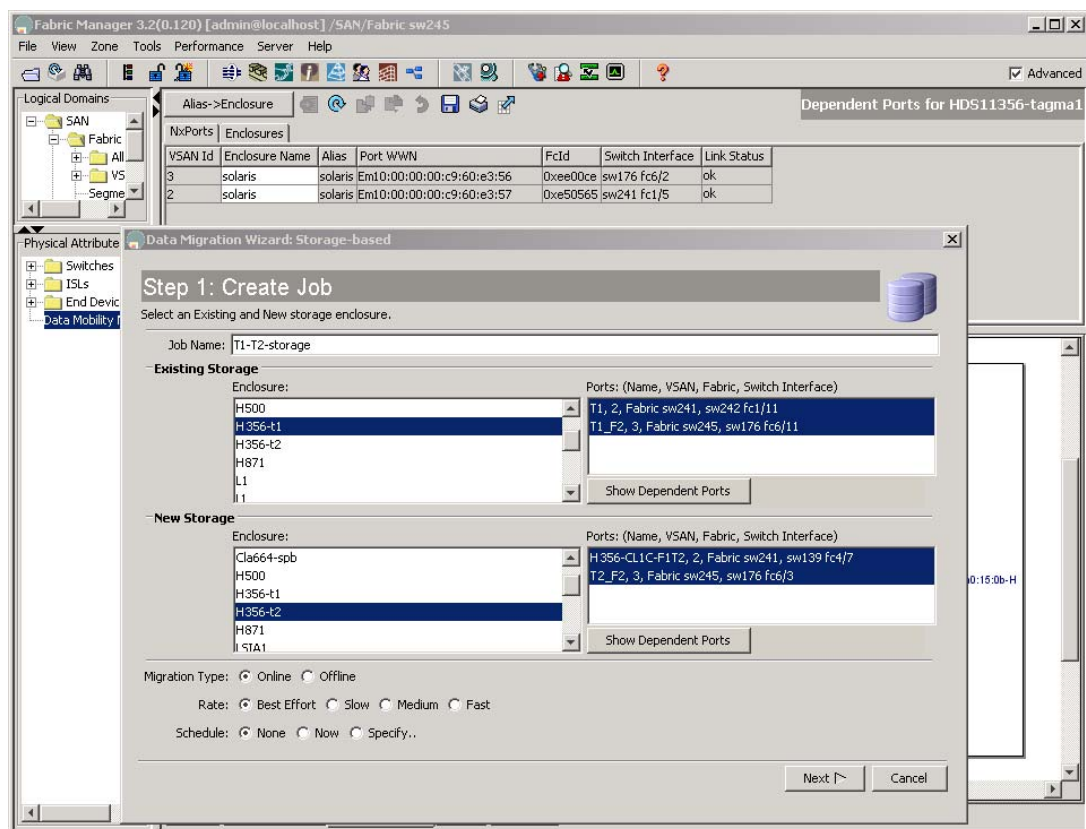 Fabric Manager 3.2(0.120) [admin@localhost] /SAN/Fabric sw245
File View Zone Tools Performance Server Help
Advanced
Logical Domains
SAN
Fabric
All
VS
Segme
Alias->Enclosure
Dependent Ports for HDS11356-tagma1
NxPorts Enclosures
VSAN Id Enclosure Name Alias Port WWN FcId Switch Interface Link Status
3 solaris solaris Em10:00:00:00:c9:60:e3:56 0xee00ce sw176 fc6/2 ok
2 solaris solaris Em10:00:00:00:c9:60:e3:57 0xe50565 sw241 fc1/5 ok
Physical Attribute
Switches
ISLs
End Devic
Data Mobility
Data Migration Wizard: Storage-based
Step 1: Create Job
Select an Existing and New storage enclosure.
Job Name: T1-T2-storage
Existing Storage
Enclosure: Ports: (Name, VSAN, Fabric, Switch Interface)
H500
H356-t1
H356-t2
H871
L1
L1
T1, 2, Fabric sw241, sw242 fc1/11
T1_F2, 3, Fabric sw245, sw176 fc6/11
Show Dependent Ports
New Storage
Enclosure: Ports: (Name, VSAN, Fabric, Switch Interface)
Cla664-spb
H500
H356-t1
H356-t2
H871
LSIA1
H356-CL1C-F1T2, 2, Fabric sw241, sw139 fc4/7
T2_F2, 3, Fabric sw245, sw176 fc6/3
Show Dependent Ports
Migration Type: Online Offline
Rate: Best Effort Slow Medium Fast
Schedule: None Now Specify..
Next Cancel
0:15:0b-H